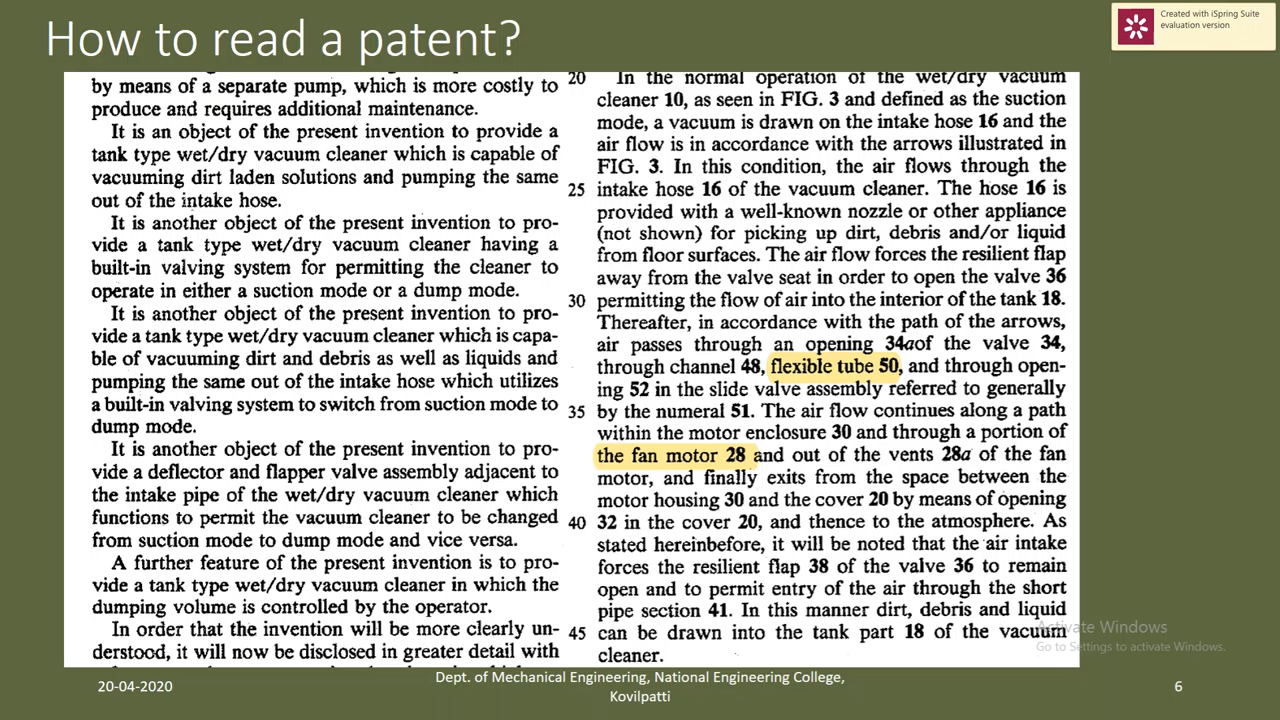 How to read a patent?
Created with iSpring Suite
evaluation version
by means of a separate pump, which is more costly to
produce and requires additional maintenance.
It is an object of the present invention to provide a
tank type wet/dry vacuum cleaner which is capable of
vacuuming dirt laden solutions and pumping the same
out of the intake hose.
It is another object of the present invention to pro-
vide a tank type wet/dry vacuum cleaner having a
built-in valving system for permitting the cleaner to
operate in either a suction mode or a dump mode.
It is another object of the present invention to pro-
vide a tank type wet/dry vacuum cleaner which is capa-
ble of vacuuming dirt and debris as well as liquids and
pumping the same out of the intake hose which utilizes
a built-in valving system to switch from suction mode to
dump mode.
It is another object of the present invention to pro-
vide a deflector and flapper valve assembly adjacent to
the intake pipe of the wet/dry vacuum cleaner which
functions to permit the vacuum cleaner to be changed
from suction mode to dump mode and vice versa.
A further feature of the present invention is to pro-
vide a tank type wet/dry vacuum cleaner in which the
dumping volume is controlled by the operator.
In order that the invention will be more clearly un-
derstood, it will now be disclosed in greater detail with
20
25
30
35
40
45
In the normal operation of the wet/dry vacuum
cleaner 10, as seen in FIG. 3 and defined as the suction
mode, a vacuum is drawn on the intake hose 16 and the
air flow is in accordance with the arrows illustrated in
FIG. 3. In this condition, the air flows through the
intake hose 16 of the vacuum cleaner. The hose 16 is
provided with a well-known nozzle or other appliance
(not shown) for picking up dirt, debris and/or liquid
from floor surfaces. The air flow forces the resilient flap
away from the valve seat in order to open the valve 36
permitting the flow of air into the interior of the tank 18.
Thereafter, in accordance with the path of the arrows,
air passes through an opening 34aof the valve 34,
through channel 48, flexible tube 50, and through open-
ing 52 in the slide valve assembly referred to generally
by the numeral 51. The air flow continues along a path
within the motor enclosure 30 and through a portion of
the fan motor 28 and out of the vents 28a of the fan
motor, and finally exits from the space between the
motor housing 30 and the cover 20 by means of opening
32 in the cover 20, and thence to the atmosphere. As
stated hereinbefore, it will be noted that the air intake
forces the resilient flap 38 of the valve 36 to remain
open and to permit entry of the air through the short
pipe section 41. In this manner dirt, debris and liquid
can be drawn into the tank part 18 of the vacuum
cleaner.
Activate Windows
Go to Settings to activate Windows.
20-04-2020
Dept. of Mechanical Engineering, National Engineering College,
Kovilpatti
6